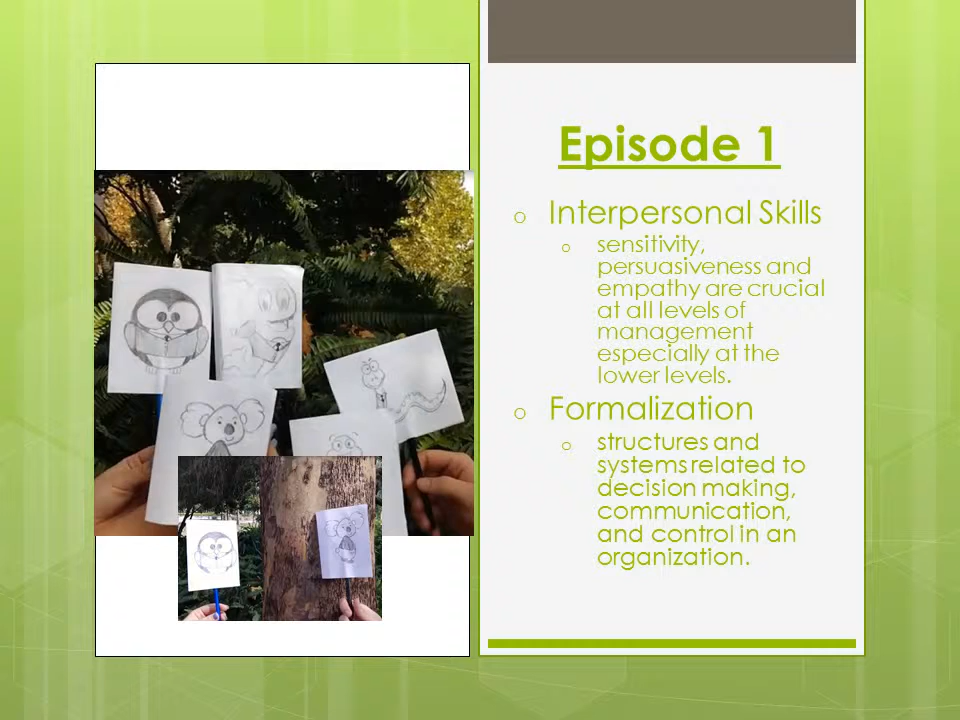 Episode 1
Interpersonal Skills
sensitivity,
persuasiveness and
empathy are crucial
at all levels of
management
especially at the
lower levels.
Formalization
structures and
systems related to
decision making,
communication,
and control in an
organization.